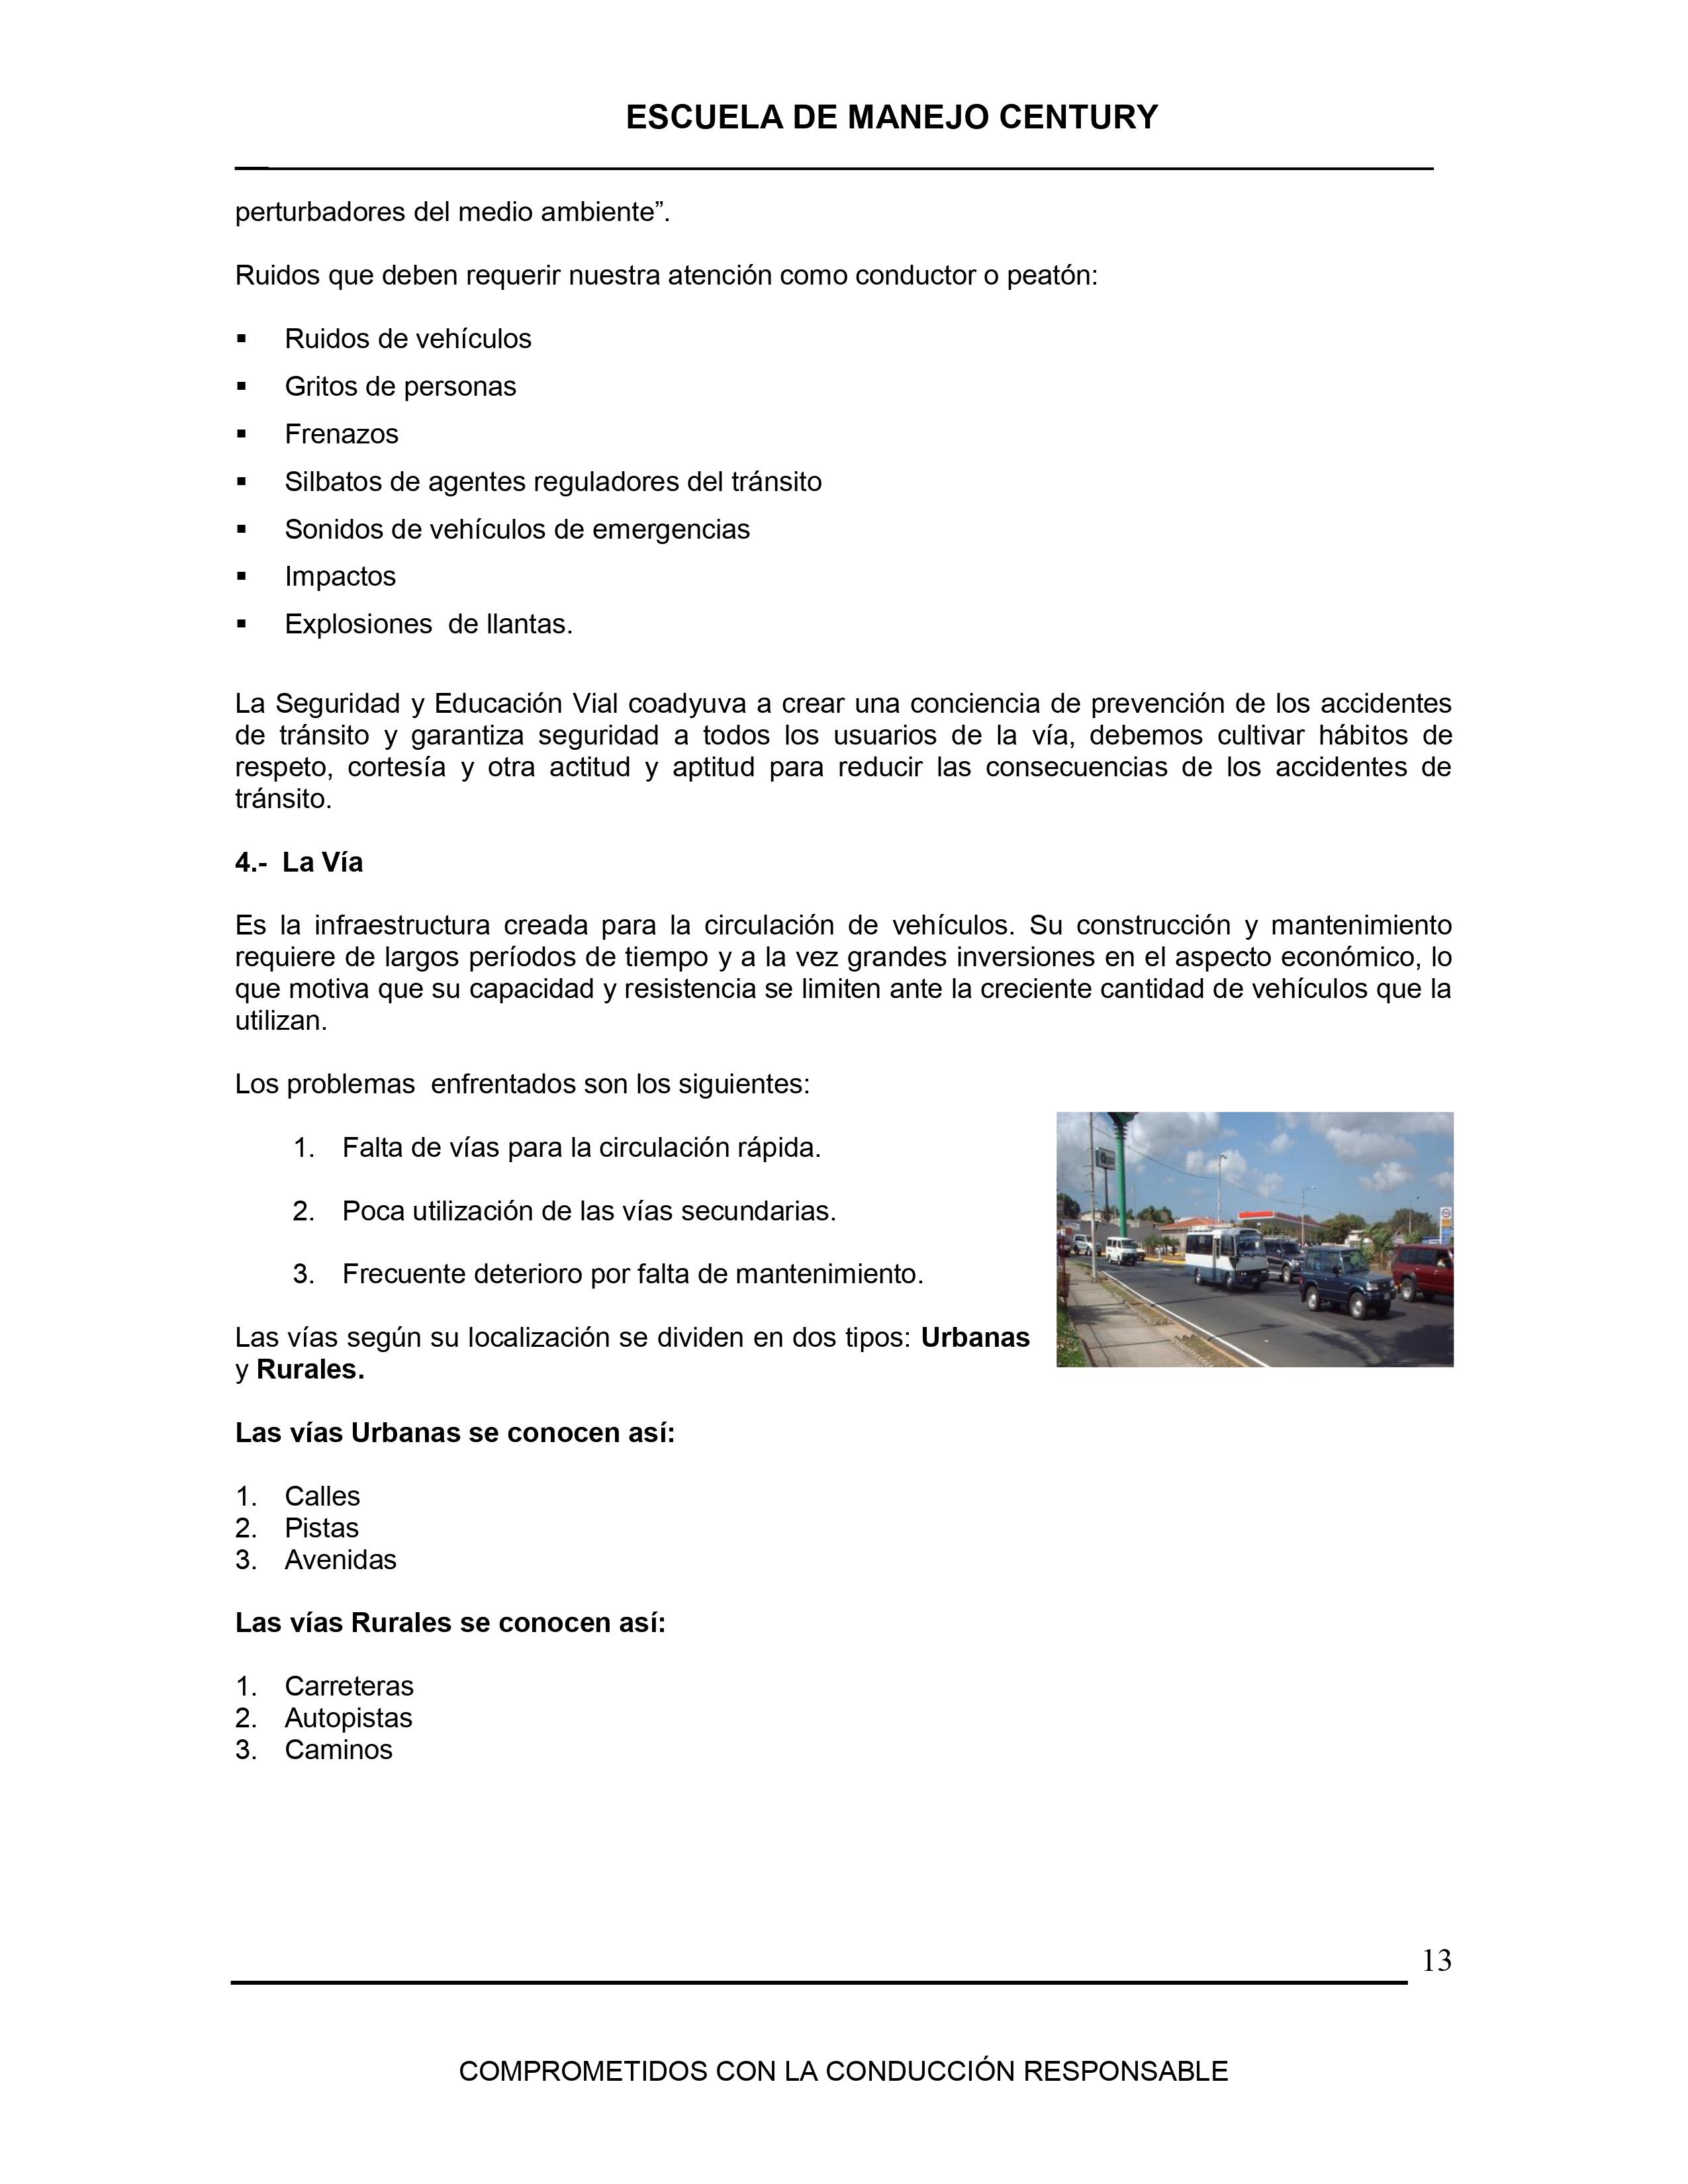 ESCUELA DE MANEJO CENTURY
perturbadores del medio ambiente”.
Ruidos que deben requerir nuestra atención como conductor o peatón:
▪ Ruidos de vehículos
▪ Gritos de personas
▪ Frenazos
▪ Silbatos de agentes reguladores del tránsito
▪ Sonidos de vehículos de emergencias
▪ Impactos
▪ Explosiones  de llantas.
La Seguridad y Educación Vial coadyuva a crear una conciencia de prevención de los accidentes
de tránsito y garantiza seguridad a todos los usuarios de la vía, debemos cultivar hábitos de
respeto, cortesía y otra actitud y aptitud para reducir las consecuencias de los accidentes de
tránsito.
4.-  La Vía
Es la infraestructura creada para la circulación de vehículos. Su construcción y mantenimiento
requiere de largos períodos de tiempo y a la vez grandes inversiones en el aspecto económico, lo
que motiva que su capacidad y resistencia se limiten ante la creciente cantidad de vehículos que la
utilizan.
Los problemas  enfrentados son los siguientes:
1. Falta de vías para la circulación rápida.
2. Poca utilización de las vías secundarias.
3. Frecuente deterioro por falta de mantenimiento.
Las vías según su localización se dividen en dos tipos: Urbanas
y Rurales.
Las vías Urbanas se conocen así:
1. Calles
2. Pistas
3. Avenidas
Las vías Rurales se conocen así:
1. Carreteras
2. Autopistas
3. Caminos
13
COMPROMETIDOS CON LA CONDUCCIÓN RESPONSABLE